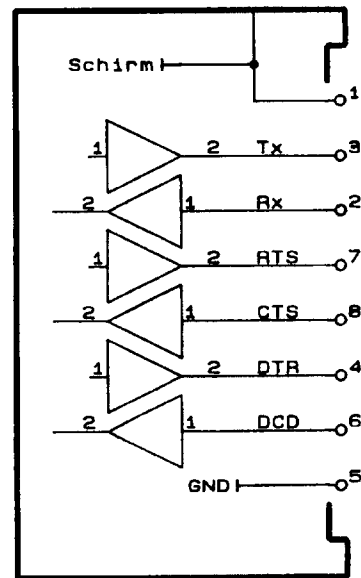 Schirm
1
1 2 Tx 3
2 1 Rx 2
1 2 RTS 7
2 1 CTS 8
1 2 DTR 4
2 1 DCD 6
GND 5